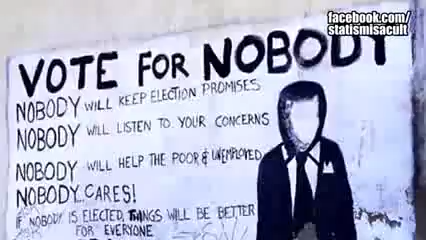 facebook.com/
statismisacult
VOTE FOR NOBODY
NOBODY WILL KEEP ELECTION PROMISES
NOBODY WILL LISTEN TO YOUR CONCERNS
NOBODY WILL HELP THE POOR & UNEMPLOYED
NOBODY CARES!
IF NOBODY IS ELECTED, THINGS WILL BE BETTER
FOR EVERYONE